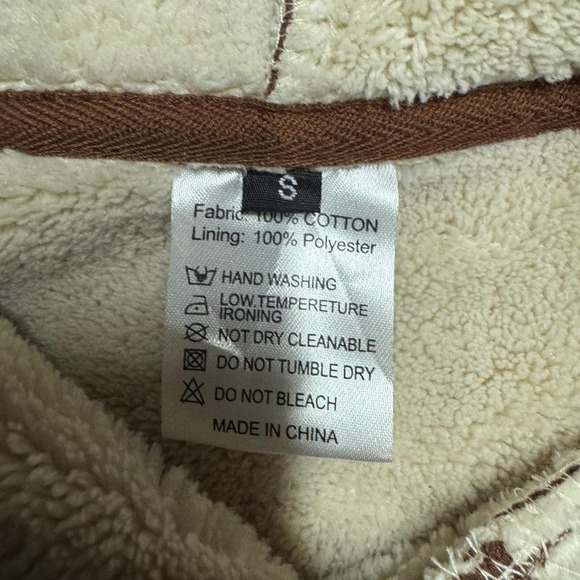 S
Fabric: 100% COTTON
Lining: 100% Polyester
HAND WASHING
LOW.TEMPERETURE
IRONING
NOT DRY CLEANABLE
DO NOT TUMBLE DRY
DO NOT BLEACH
MADE IN CHINA